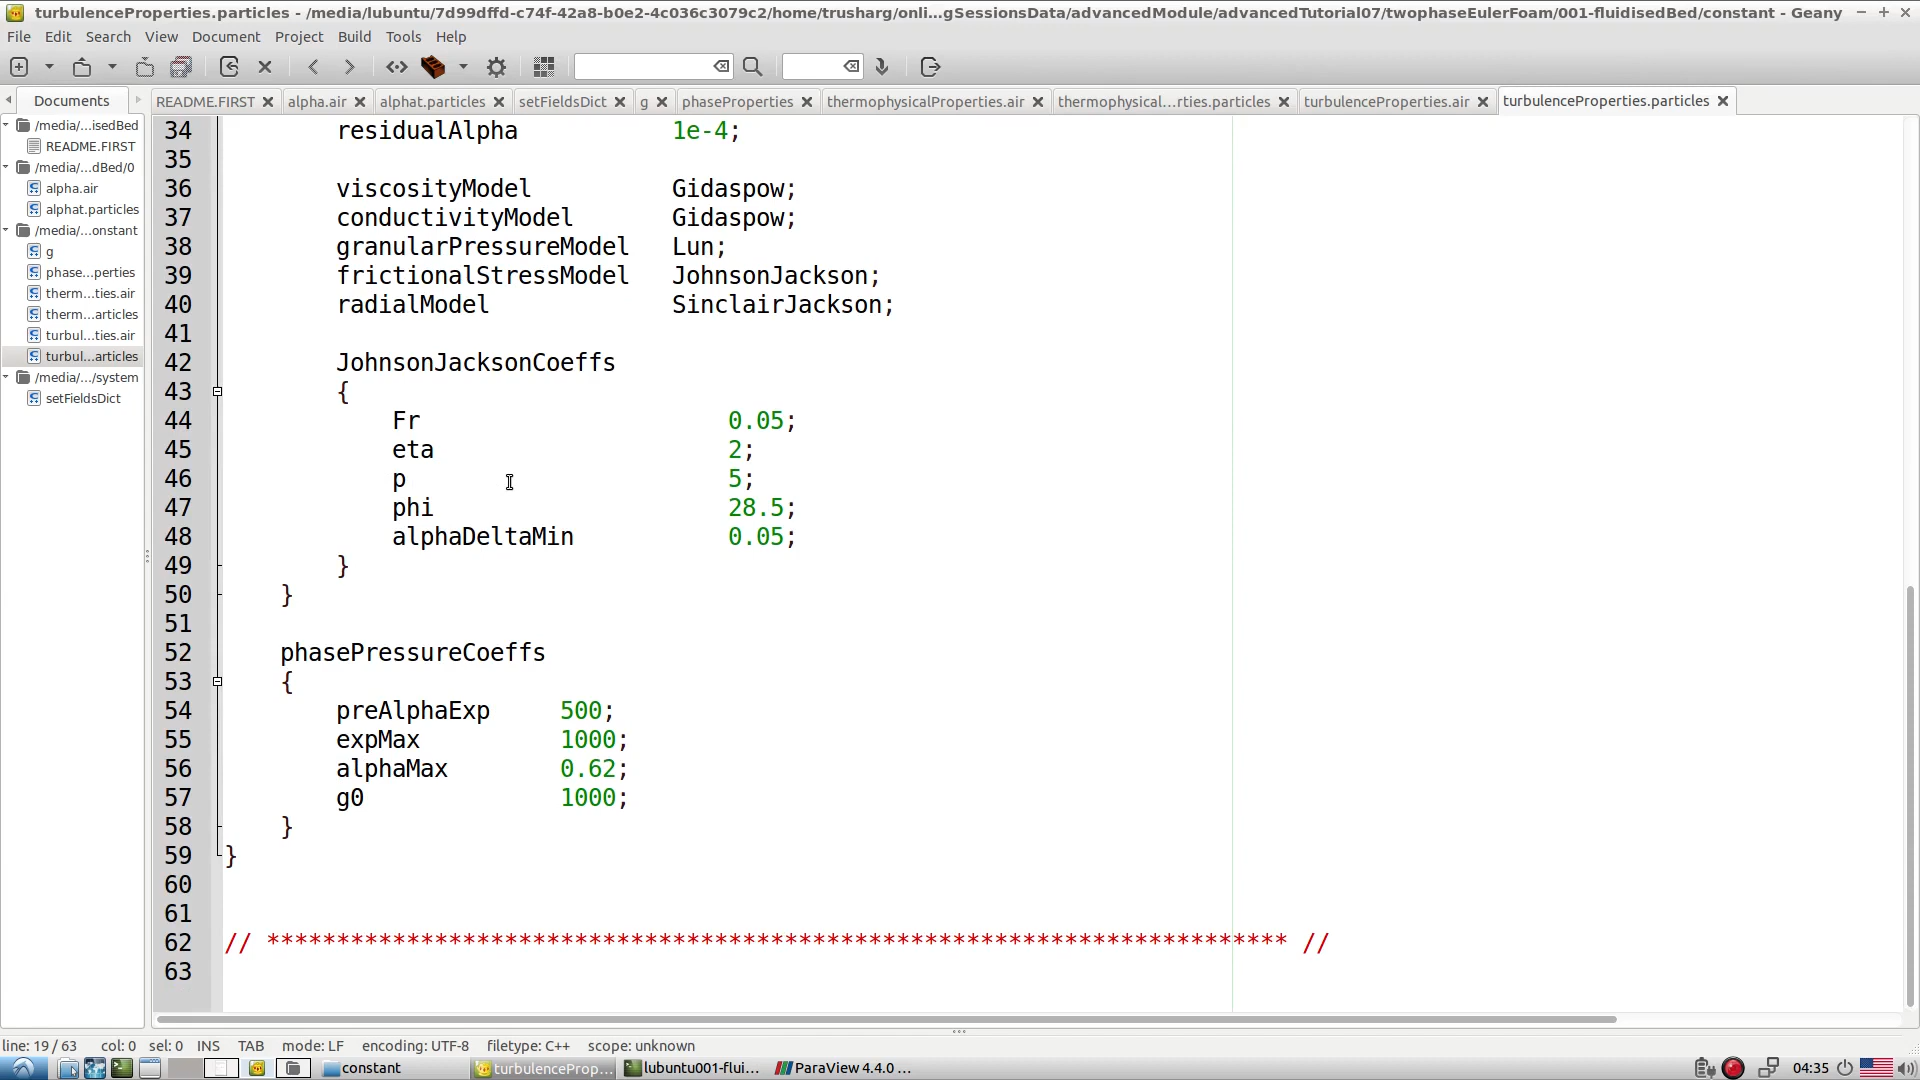 turbulenceProperties.particles - /media/lubuntu/7d99dffd-c74f-42a8-b0e2-4c036c3079c2/home/trusharg/onli...gSessionsData/advancedModule/advancedTutorial07/twophaseEulerFoam/001-fluidisedBed/constant - Geany
File Edit Search View Document Project Build Tools Help
Documents README.FIRST alpha.air alphat.particles setFieldsDict g phaseProperties thermophysicalProperties.air thermophysical...rties.particles turbulenceProperties.air turbulenceProperties.particles
/media/...isedBed
README.FIRST
/media/...dBed/0
alpha.air
alphat.particles
/media/...onstant
g
phase...perties
therm...ties.air
therm...articles
turbul...ties.air
turbul...articles
/media/.../system
setFieldsDict
34 residualAlpha 1e-4;
35
36 viscosityModel Gidaspow;
37 conductivityModel Gidaspow;
38 granularPressureModel Lun;
39 frictionalStressModel JohnsonJackson;
40 radialModel SinclairJackson;
41
42 JohnsonJacksonCoeffs
43 {
44 Fr 0.05;
45 eta 2;
46 p 5;
47 phi 28.5;
48 alphaDeltaMin 0.05;
49 }
50 }
51
52 phasePressureCoeffs
53 {
54 preAlphaExp 500;
55 expMax 1000;
56 alphaMax 0.62;
57 g0 1000;
58 }
59 }
60
61
62 // ************************************************************************* //
63
line: 19 / 63 col: 0 sel: 0 INS TAB mode: LF encoding: UTF-8 filetype: C++ scope: unknown
constant turbulenceProp... lubuntu001-flui... ParaView 4.4.0 ... 04:35